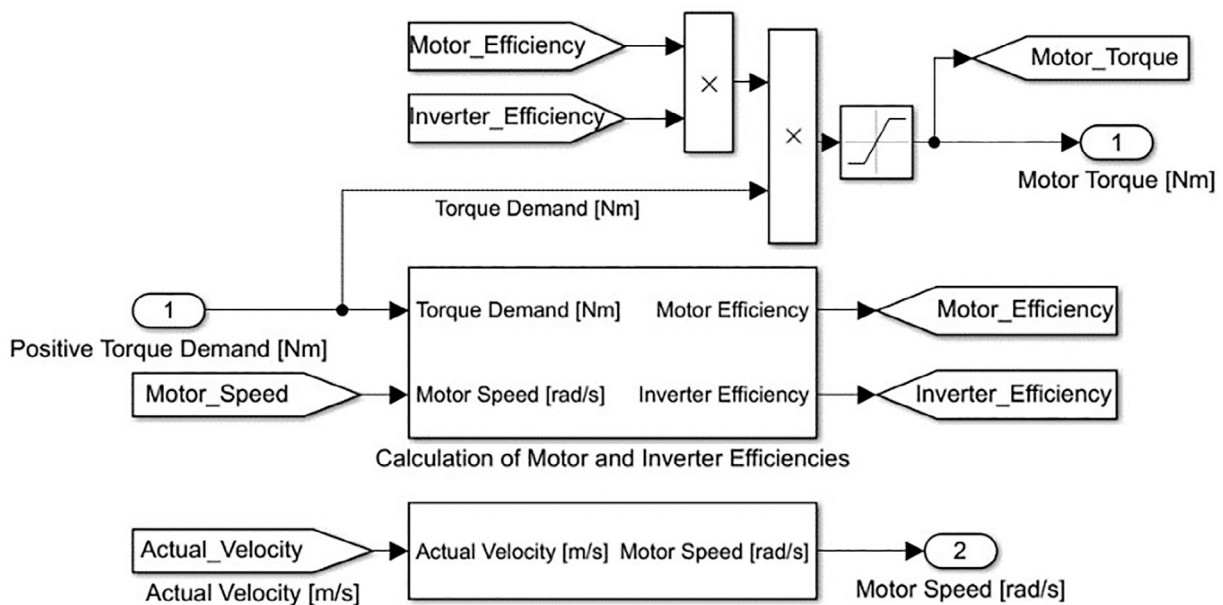 Motor_Efficiency
Inverter_Efficiency
×
×
Motor_Torque
1
Motor Torque [Nm]
Torque Demand [Nm]
1
Positive Torque Demand [Nm]
Motor_Speed
Torque Demand [Nm]
Motor Efficiency
Motor Speed [rad/s]
Inverter Efficiency
Motor_Efficiency
Inverter_Efficiency
Calculation of Motor and Inverter Efficiencies
Actual_Velocity
Actual Velocity [m/s]
Actual Velocity [m/s]
Motor Speed [rad/s]
2
Motor Speed [rad/s]